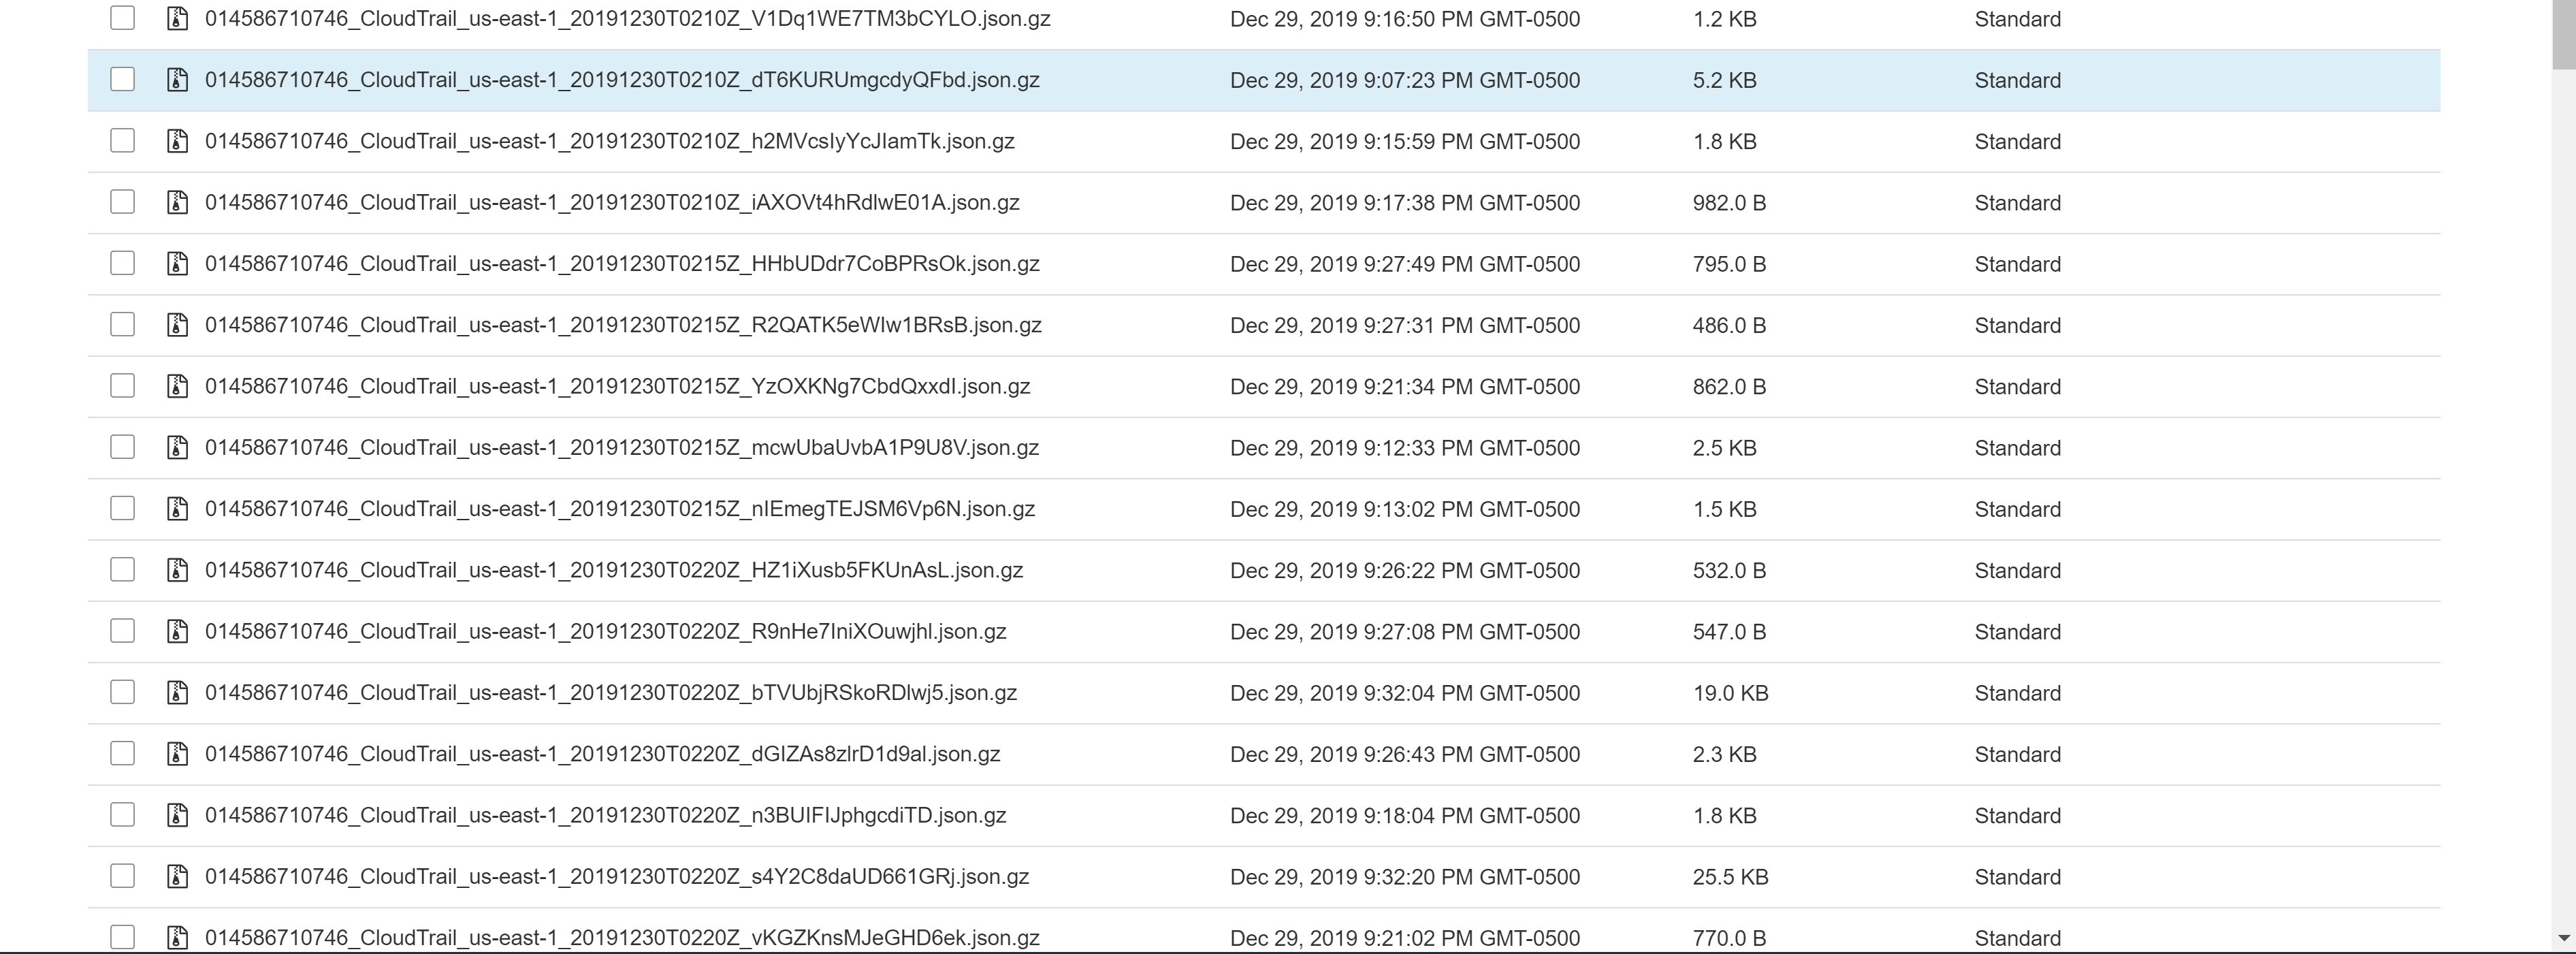 014586710746_CloudTrail_us-east-1_20191230T0210Z_V1Dq1WE7TM3bCYLO.json.gz Dec 29, 2019 9:16:50 PM GMT-0500 1.2 KB Standard
014586710746_CloudTrail_us-east-1_20191230T0210Z_dT6KURUmgcdyQFbd.json.gz Dec 29, 2019 9:07:23 PM GMT-0500 5.2 KB Standard
014586710746_CloudTrail_us-east-1_20191230T0210Z_h2MVcsIyYcJIamTk.json.gz Dec 29, 2019 9:15:59 PM GMT-0500 1.8 KB Standard
014586710746_CloudTrail_us-east-1_20191230T0210Z_iAXOVt4hRdlwE01A.json.gz Dec 29, 2019 9:17:38 PM GMT-0500 982.0 B Standard
014586710746_CloudTrail_us-east-1_20191230T0215Z_HHbUDdr7CoBPRsOk.json.gz Dec 29, 2019 9:27:49 PM GMT-0500 795.0 B Standard
014586710746_CloudTrail_us-east-1_20191230T0215Z_R2QATK5eWIw1BRsB.json.gz Dec 29, 2019 9:27:31 PM GMT-0500 486.0 B Standard
014586710746_CloudTrail_us-east-1_20191230T0215Z_YzOXKNg7CbdQxxdI.json.gz Dec 29, 2019 9:21:34 PM GMT-0500 862.0 B Standard
014586710746_CloudTrail_us-east-1_20191230T0215Z_mcwUbaUvbA1P9U8V.json.gz Dec 29, 2019 9:12:33 PM GMT-0500 2.5 KB Standard
014586710746_CloudTrail_us-east-1_20191230T0215Z_nIEmegTEJSM6Vp6N.json.gz Dec 29, 2019 9:13:02 PM GMT-0500 1.5 KB Standard
014586710746_CloudTrail_us-east-1_20191230T0220Z_HZ1iXusb5FKUnAsL.json.gz Dec 29, 2019 9:26:22 PM GMT-0500 532.0 B Standard
014586710746_CloudTrail_us-east-1_20191230T0220Z_R9nHe7IniXOuwjhl.json.gz Dec 29, 2019 9:27:08 PM GMT-0500 547.0 B Standard
014586710746_CloudTrail_us-east-1_20191230T0220Z_bTVUbjRSkoRDlwj5.json.gz Dec 29, 2019 9:32:04 PM GMT-0500 19.0 KB Standard
014586710746_CloudTrail_us-east-1_20191230T0220Z_dGIZAs8zlrD1d9al.json.gz Dec 29, 2019 9:26:43 PM GMT-0500 2.3 KB Standard
014586710746_CloudTrail_us-east-1_20191230T0220Z_n3BUIFIJphgcdiTD.json.gz Dec 29, 2019 9:18:04 PM GMT-0500 1.8 KB Standard
014586710746_CloudTrail_us-east-1_20191230T0220Z_s4Y2C8daUD661GRj.json.gz Dec 29, 2019 9:32:20 PM GMT-0500 25.5 KB Standard
014586710746_CloudTrail_us-east-1_20191230T0220Z_vKGZKnsMJeGHD6ek.json.gz Dec 29, 2019 9:21:02 PM GMT-0500 770.0 B Standard